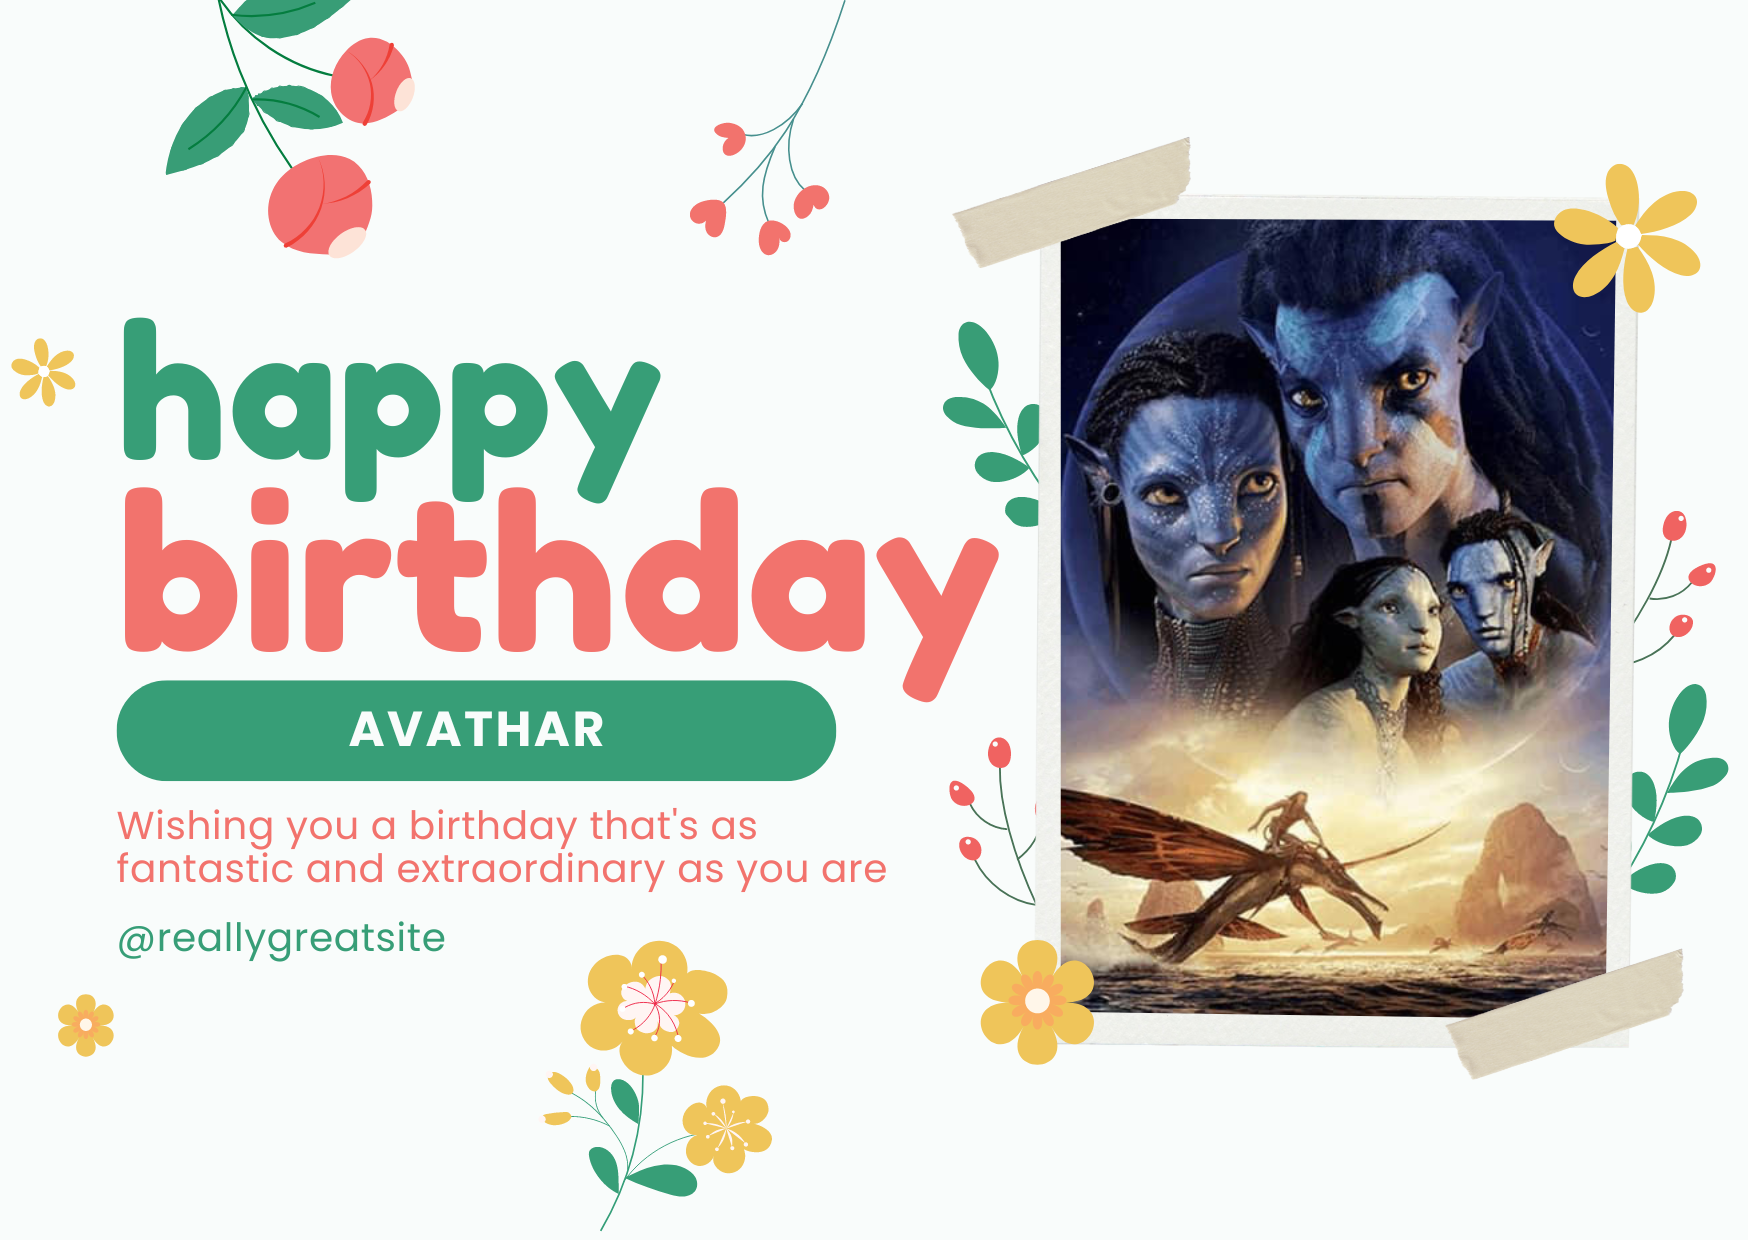 happy
birthday
AVATHAR
Wishing you a birthday that's as
fantastic and extraordinary as you are
@reallygreatsite